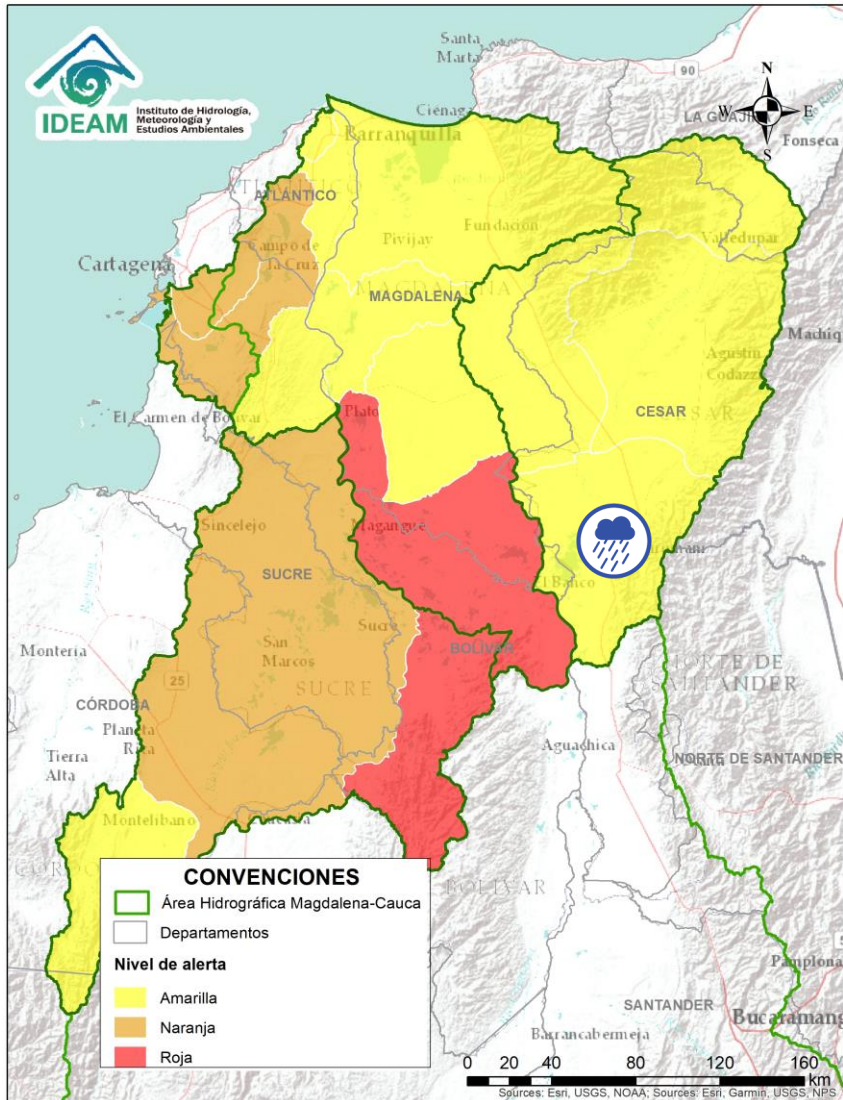 IDEAM
Instituto de Hidrología,
Meteorología y
Estudios Ambientales
Santa
Marta
90
N
W
E
S
Ciénaga
LA GUAJIRA
Fonseca
Barranquilla
ATLÁNTICO
Valledupar
Fundación
Pivijay
Campo de
la Cruz
Cartagena
MAGDALENA
Agustín
Codazzi
CESAR
El Carmen de Bolívar
Plato
Sincelejo
Magangué
SUCRE
El Banco
Sucre
Montería
San
Marcos
BOLÍVAR
NORTE DE
SANTANDER
25
SUCRE
CÓRDOBA
Planeta
Rica
Tierra
Alta
Aguachica
NORTE DE SANTANDER
Montelíbano
BOLÍVAR
CONVENCIONES
Área Hidrográfica Magdalena-Cauca
Departamentos
Nivel de alerta
Amarilla
Naranja
Roja
Pamplona
SANTANDER
Barrancabermeja
0 20 40 80 120 160
Km
Sources: Esri, USGS, NOAA; Sources: Esri, Garmin, USGS, NPS